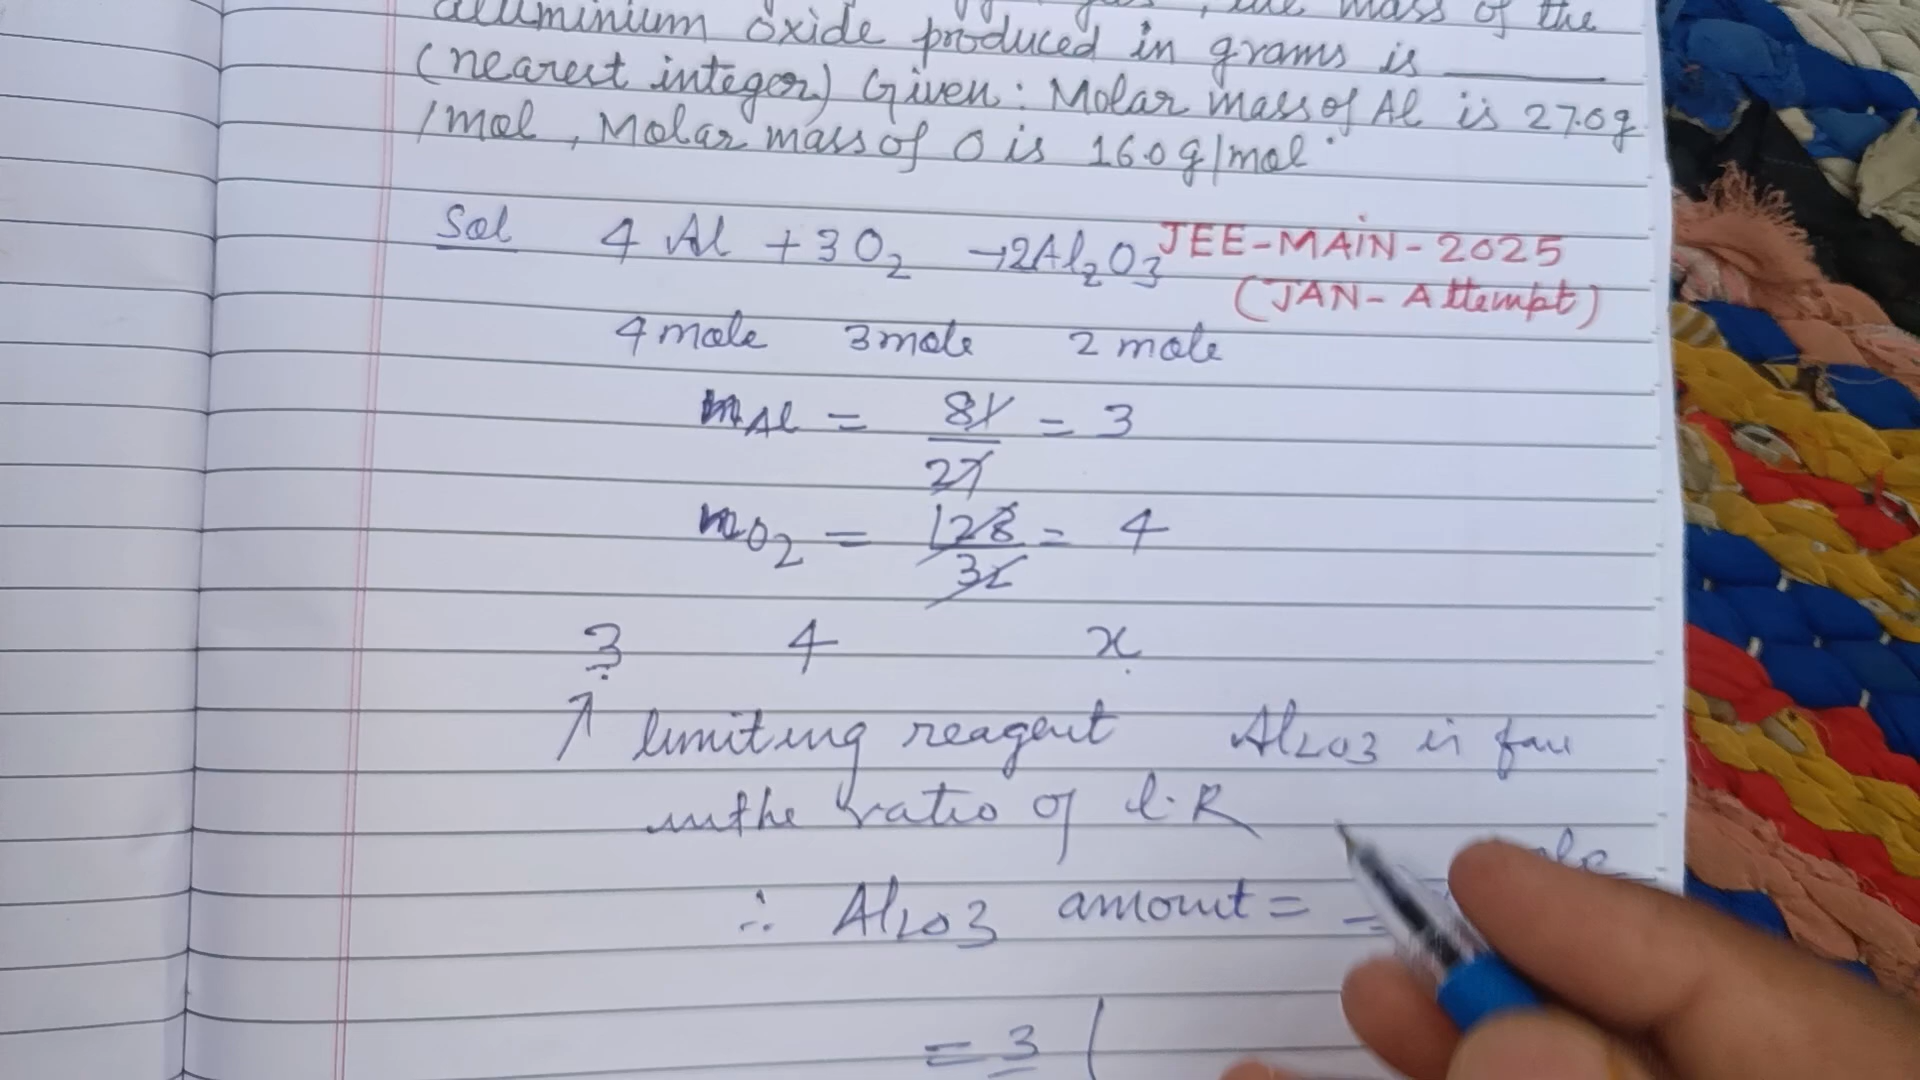 aluminium oxide produced in grams is
(nearest integer) Given: Molar mass of Al is 27.0g
/mol, Molar mass of O is 16.0g/mol.
Sol 4 Al + 3O2 → 2Al2O3 JEE-MAIN-2025
(JAN-Attempt)
4 mole 3 mole 2 mole
nAl = 81/27 = 3
nO2 = 128/32 = 4
3 4 x
↑ limiting reagent Al2O3 is
in the ratio of l.R
∴ Al2O3 amount = =
= 3 (